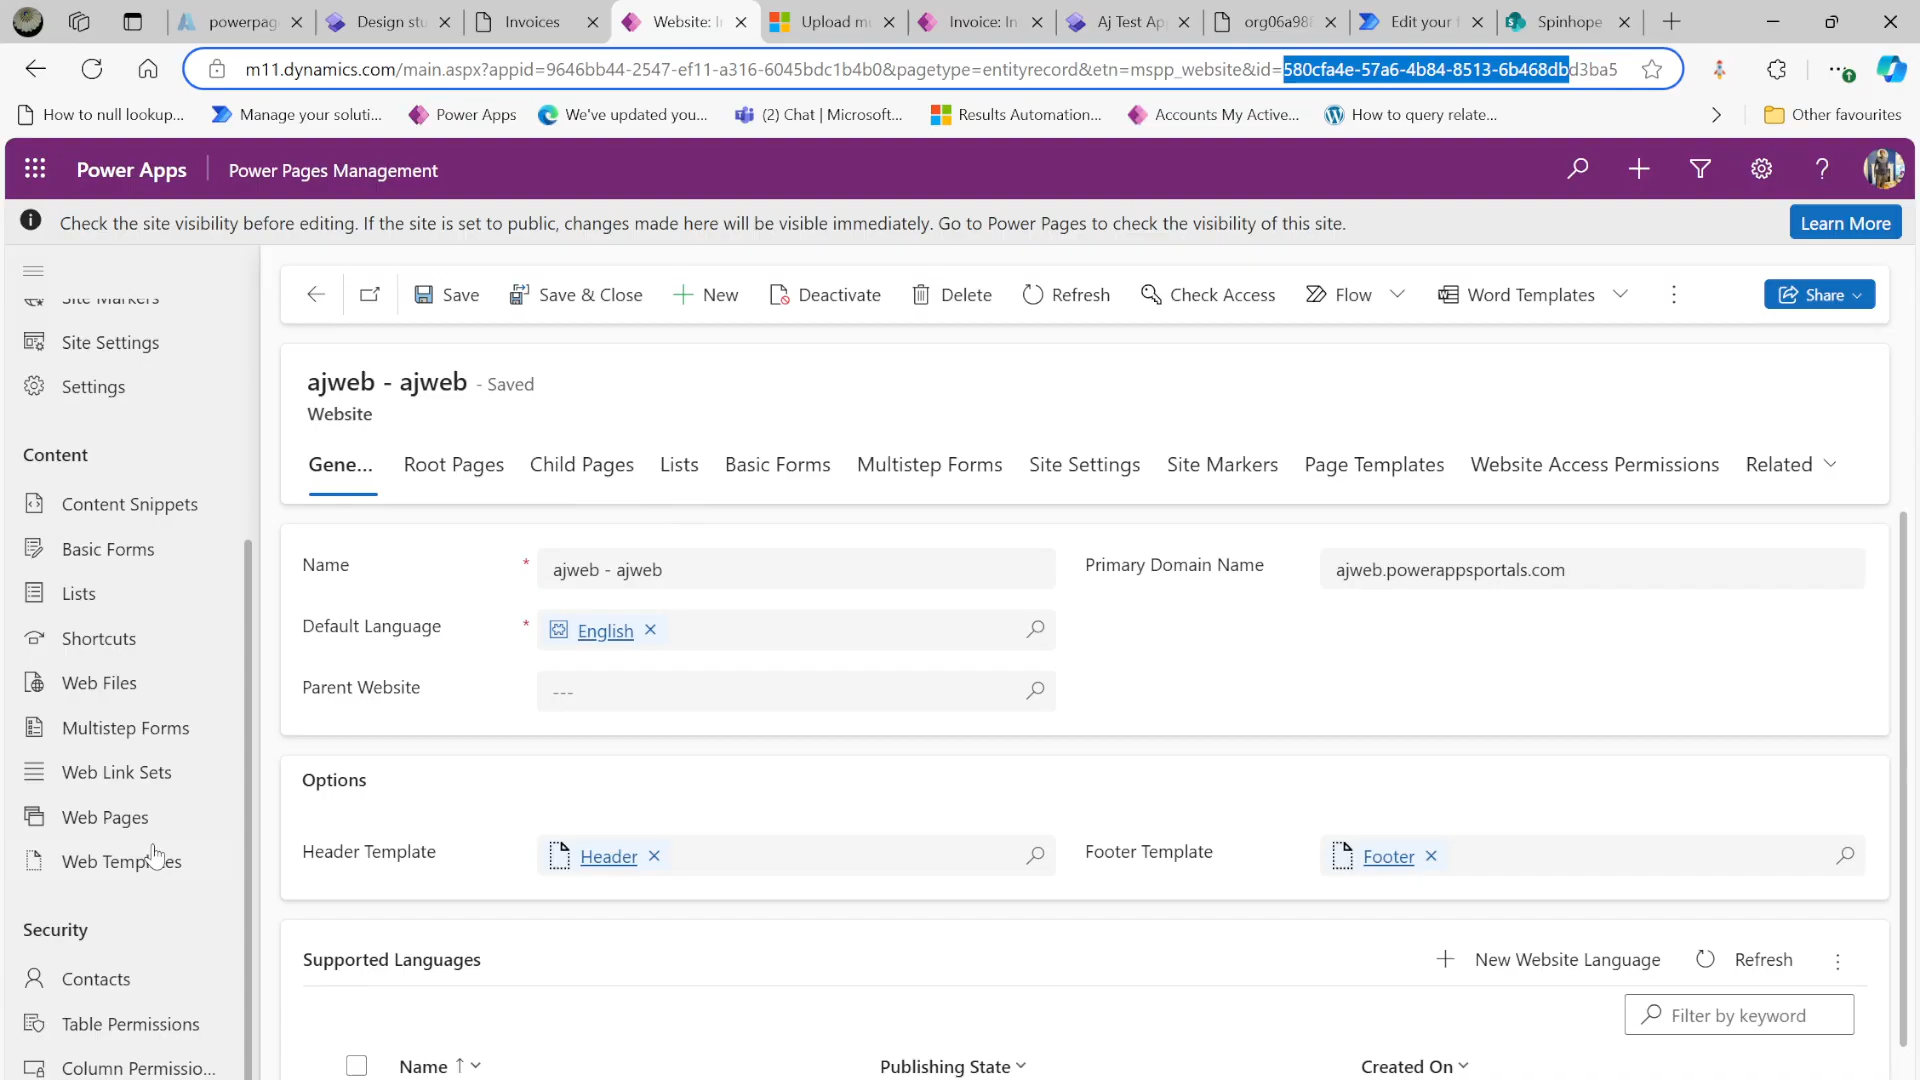 powerpag
Design stu
Invoices
Website: I
Upload m
Invoice: In
Aj Test Ap
org06a98
Edit your
Spinhope
m11.dynamics.com/main.aspx?appid=9646bb44-2547-ef11-a316-6045bdc1b4b0&pagetype=entityrecord&etn=mspp_website&id=580cfa4e-57a6-4b84-8513-6b468dbd3ba5
How to null lookup...
Manage your soluti...
Power Apps
We've updated you...
(2) Chat | Microsoft...
Results Automation...
Accounts My Active...
How to query relate...
Other favourites
Power Apps
Power Pages Management
Check the site visibility before editing. If the site is set to public, changes made here will be visible immediately. Go to Power Pages to check the visibility of this site.
Learn More
Site Markers
Site Settings
Settings
Content
Content Snippets
Basic Forms
Lists
Shortcuts
Web Files
Multistep Forms
Web Link Sets
Web Pages
Web Templates
Security
Contacts
Table Permissions
Column Permissio...
Save
Save & Close
New
Deactivate
Delete
Refresh
Check Access
Flow
Word Templates
Share
ajweb - ajweb - Saved
Website
Gene...
Root Pages
Child Pages
Lists
Basic Forms
Multistep Forms
Site Settings
Site Markers
Page Templates
Website Access Permissions
Related
Name *
ajweb - ajweb
Primary Domain Name
ajweb.powerappsportals.com
Default Language *
English
Parent Website
---
Options
Header Template
Header
Footer Template
Footer
Supported Languages
New Website Language
Refresh
Filter by keyword
Name
Publishing State
Created On